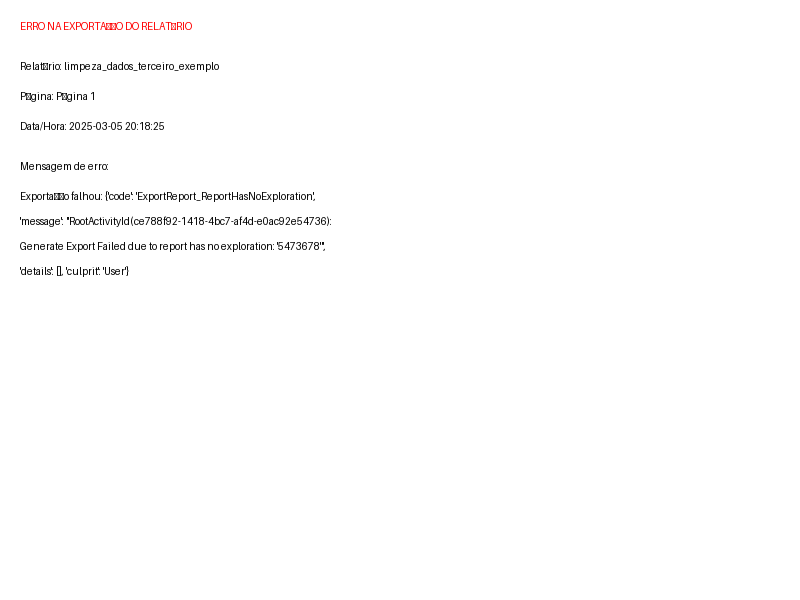 ERRO NA EXPORTA▯▯O DO RELAT▯RIO
Relat▯rio: limpeza_dados_terceiro_exemplo
P▯gina: P▯gina 1
Data/Hora: 2025-03-05 20:18:25
Mensagem de erro:
Exporta▯▯o falhou: {'code': 'ExportReport_ReportHasNoExploration',
'message': "RootActivityId(ce788f92-1418-4bc7-af4d-e0ac92e54736):
Generate Export Failed due to report has no exploration: '5473678'",
'details': [], 'culprit': 'User'}